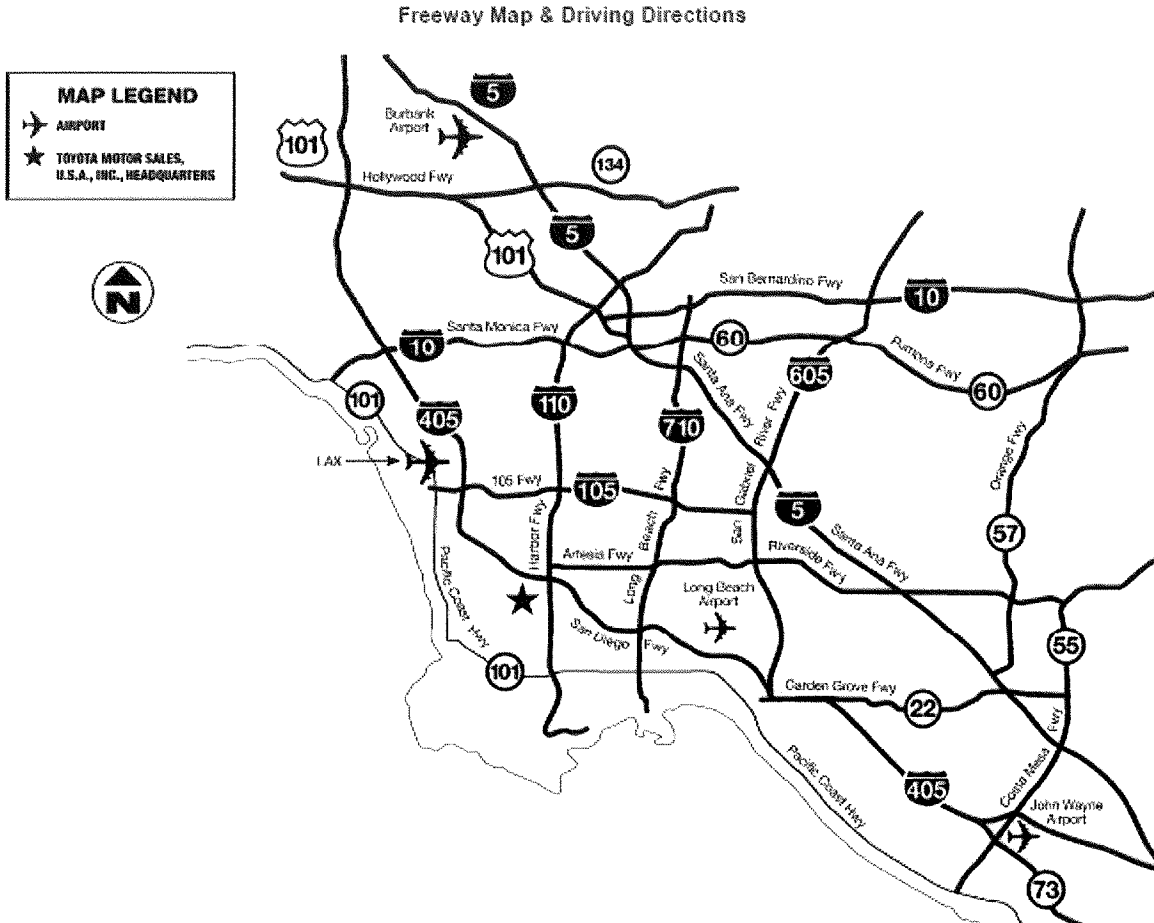 Freeway Map & Driving Directions
MAP LEGEND
AIRPORT
TOYOTA MOTOR SALES,
U.S.A., INC., HEADQUARTERS
N
5
Burbank
Airport
101
134
Hollywood Fwy
5
101
San Bernardino Fwy
10
Santa Monica Fwy
10
60
Pomona Fwy
60
605
101
405
110
710
Santa Ana Fwy
San Gabriel River Fwy
Orange Fwy
LAX
105 Fwy
105
5
57
Harbor Fwy
Long Beach Fwy
Artesia Fwy
Riverside Fwy
Santa Ana Fwy
Pacific Coast Hwy
Long Beach
Airport
San Diego Fwy
55
101
Garden Grove Fwy
22
Costa Mesa Fwy
Pacific Coast Hwy
405
John Wayne
Airport
73